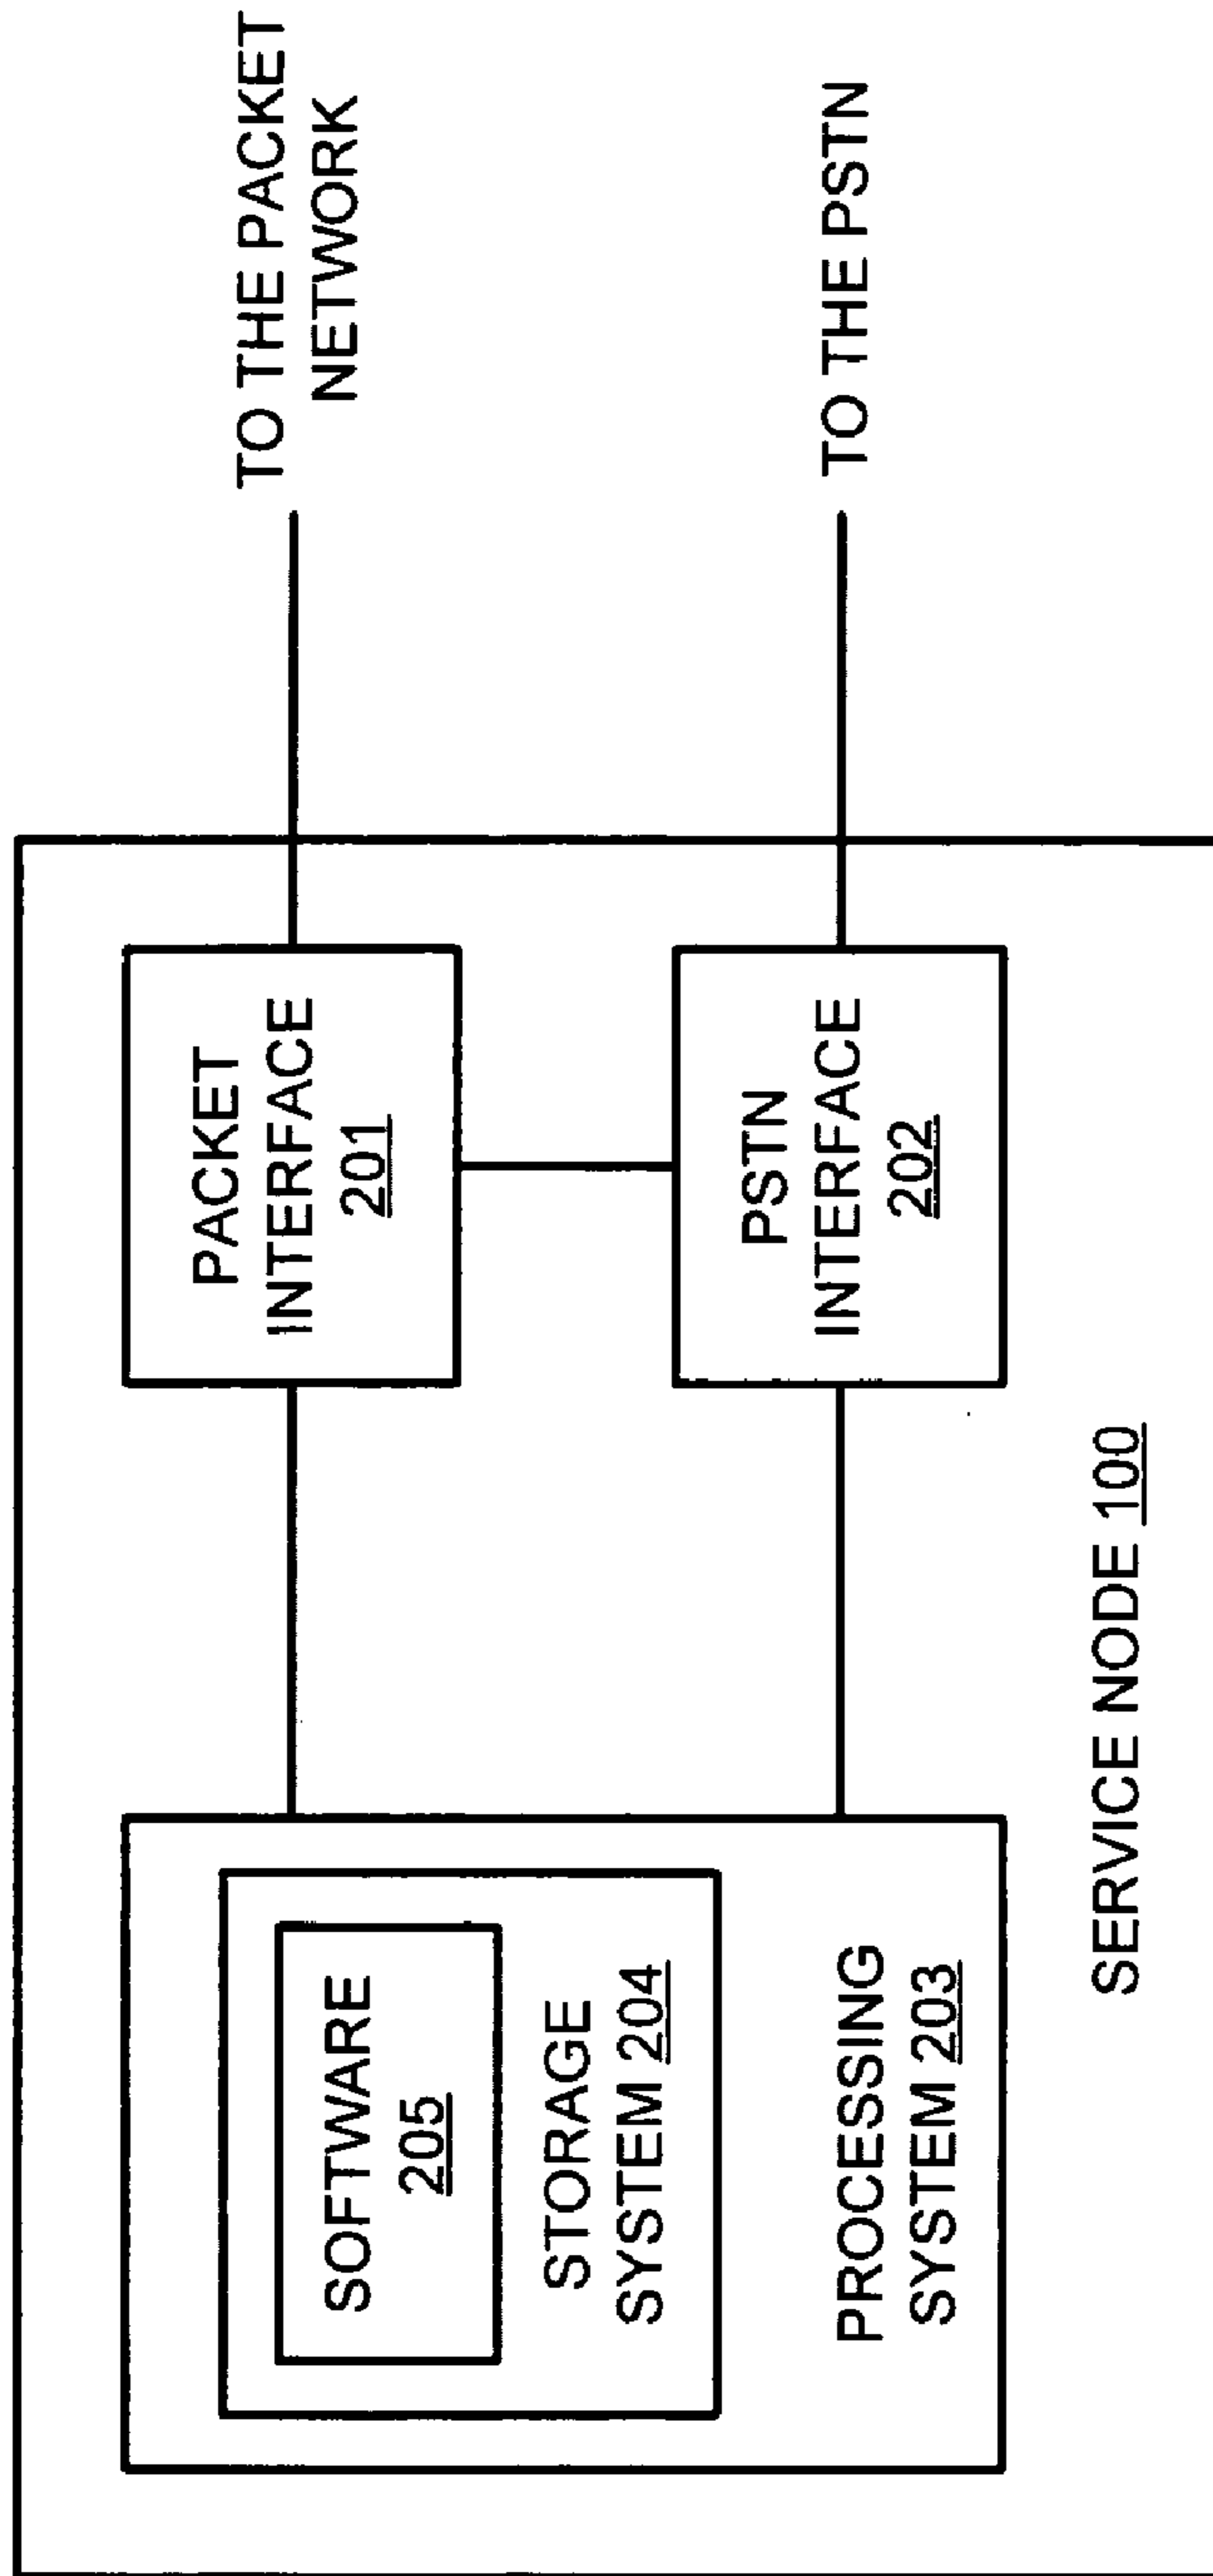 SOFTWARE
205
STORAGE
SYSTEM 204
PROCESSING
SYSTEM 203
PACKET
INTERFACE
201
PSTN
INTERFACE
202
SERVICE NODE 100
TO THE PACKET
NETWORK
TO THE PSTN